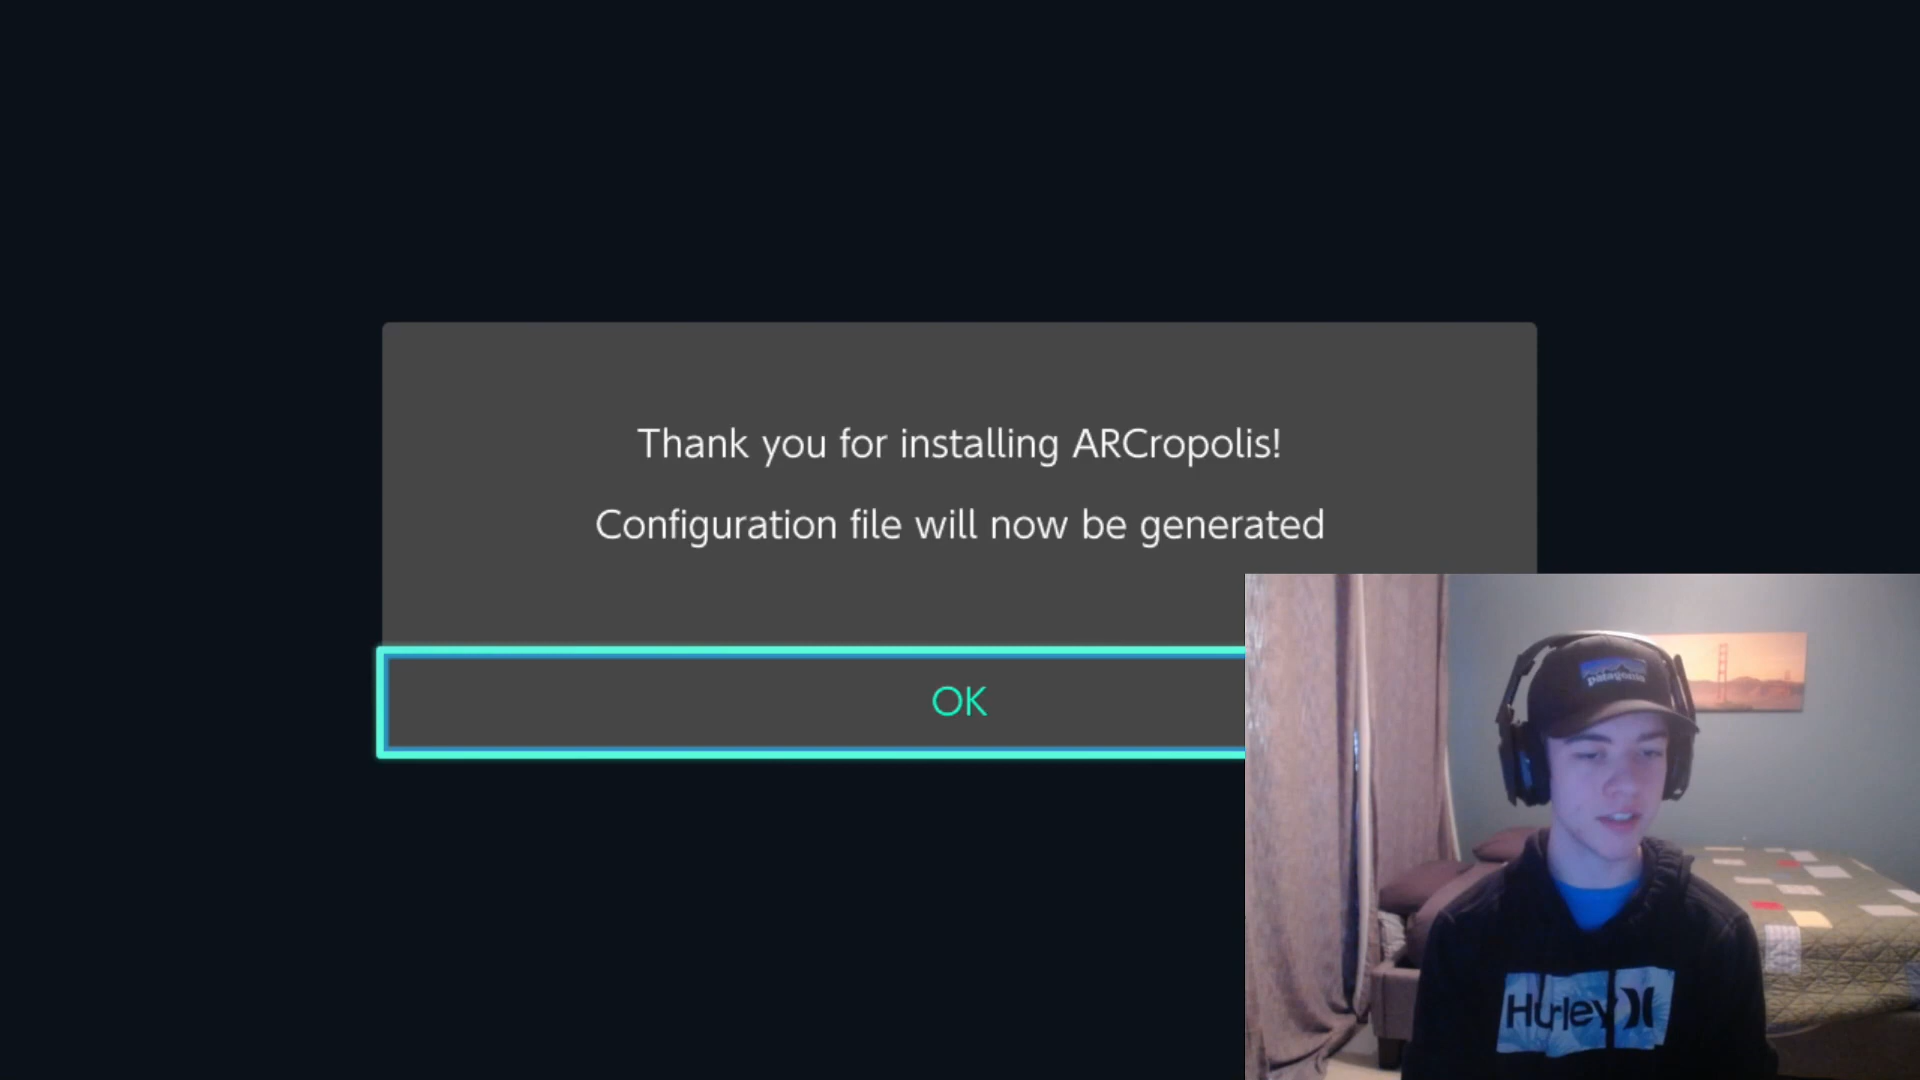 Thank you for installing ARCropolis!
Configuration file will now be generated
OK
patagonia
Hurley